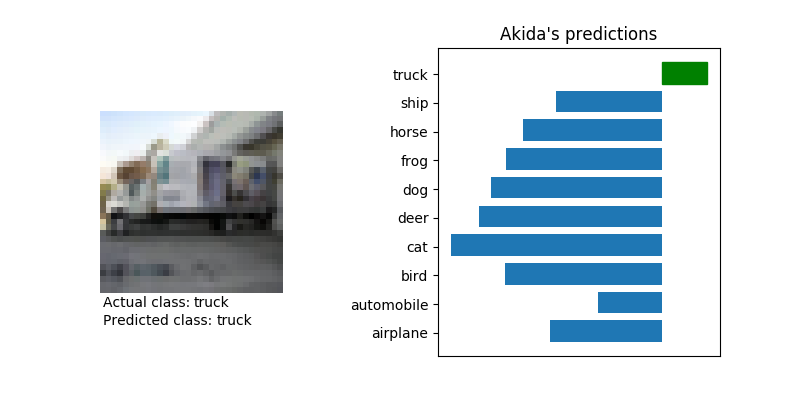 Akida's predictions
truck
ship
horse
frog
dog
deer
cat
bird
automobile
airplane
Actual class: truck
Predicted class: truck